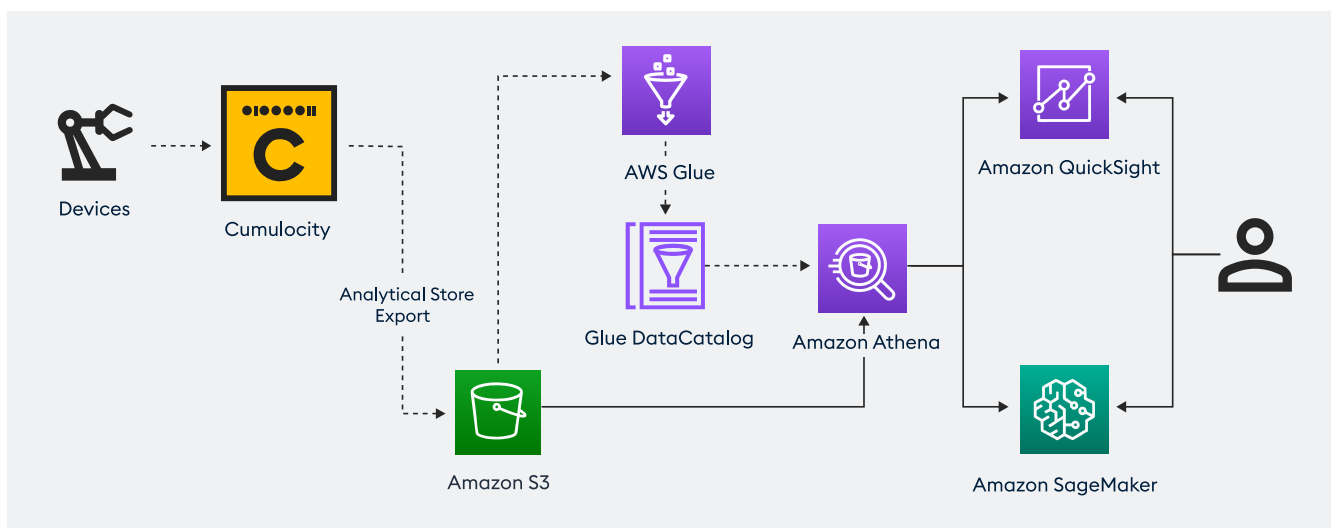 Devices
C
Cumulocity
Analytical Store
Export
Amazon S3
AWS Glue
Glue DataCatalog
Amazon Athena
Amazon QuickSight
Amazon SageMaker